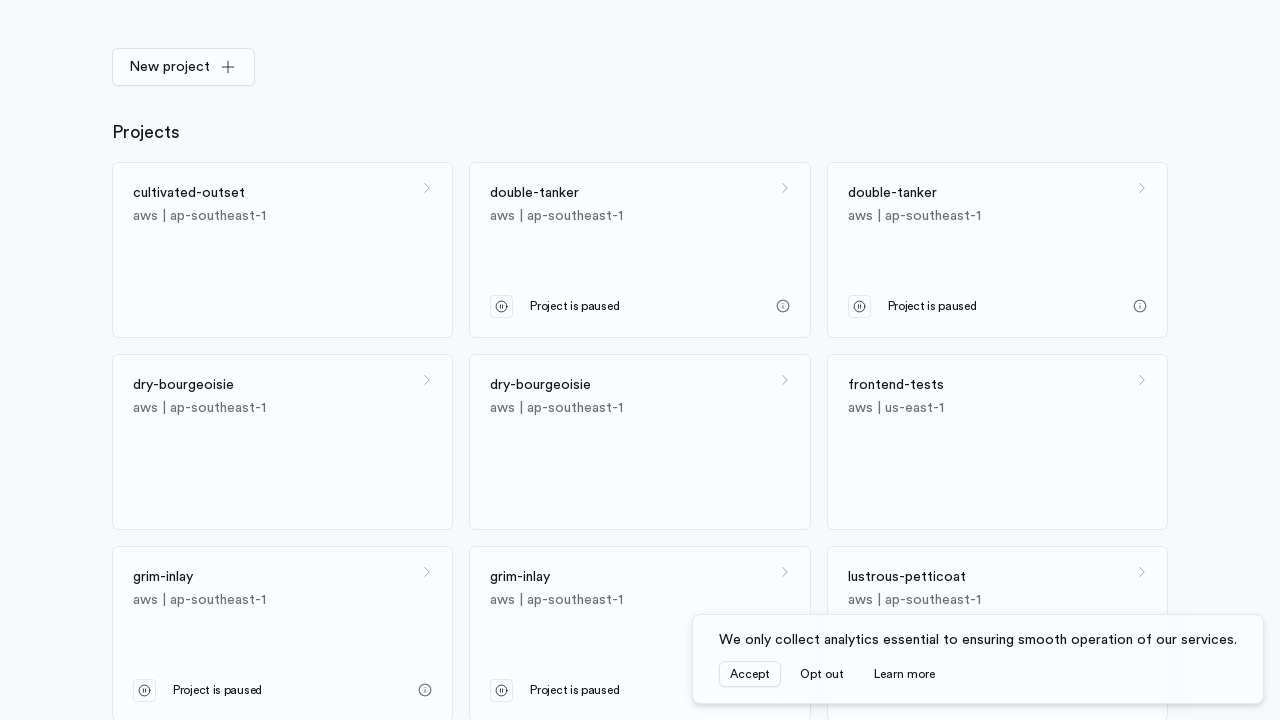 New project
Projects
cultivated-outset
aws | ap-southeast-1
double-tanker
aws | ap-southeast-1
Project is paused
double-tanker
aws | ap-southeast-1
Project is paused
dry-bourgeoisie
aws | ap-southeast-1
dry-bourgeoisie
aws | ap-southeast-1
frontend-tests
aws | us-east-1
grim-inlay
aws | ap-southeast-1
Project is paused
grim-inlay
aws | ap-southeast-1
Project is paused
lustrous-petticoat
aws | ap-southeast-1
We only collect analytics essential to ensuring smooth operation of our services.
Accept
Opt out
Learn more